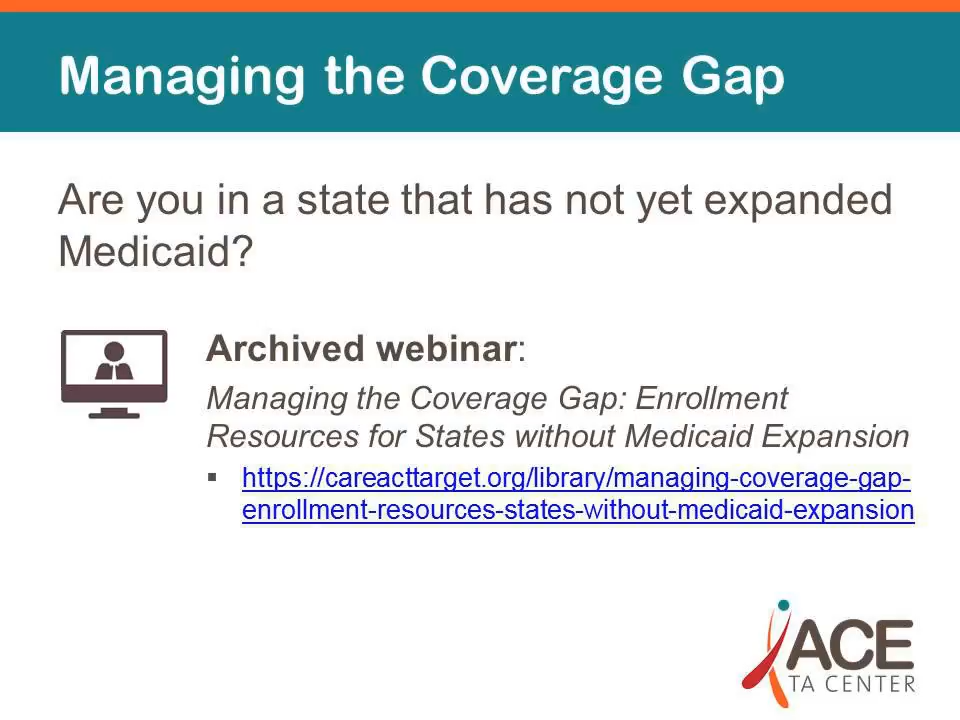 Managing the Coverage Gap
Are you in a state that has not yet expanded
Medicaid?
Archived webinar:
Managing the Coverage Gap: Enrollment
Resources for States without Medicaid Expansion
▪ https://careacttarget.org/library/managing-coverage-gap-
enrollment-resources-states-without-medicaid-expansion
ACE
TA CENTER